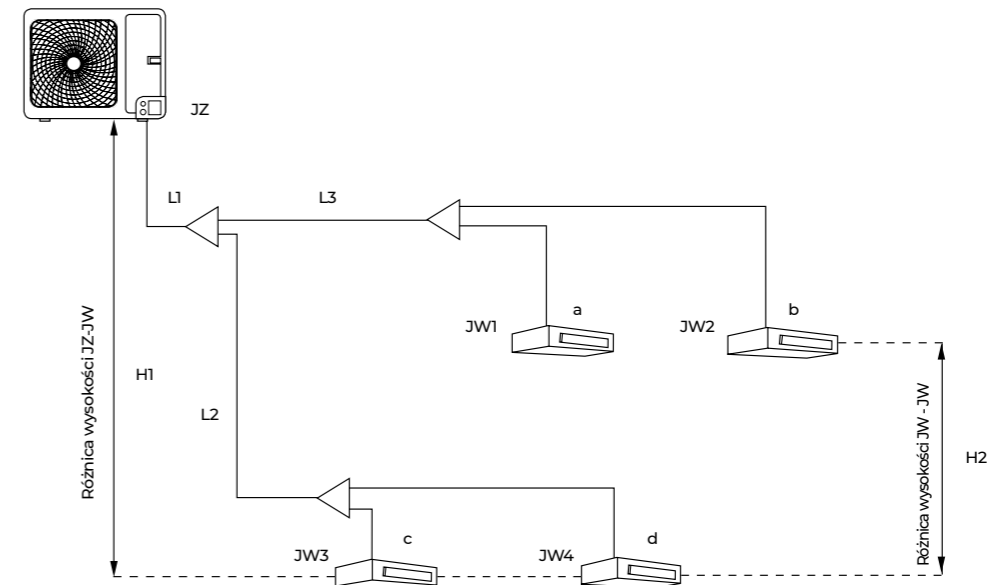 JZ
L1
L3
a
b
JW1
JW2
Różnica wysokości JZ-JW
H1
L2
Różnica wysokości JW - JW
H2
c
d
JW3
JW4